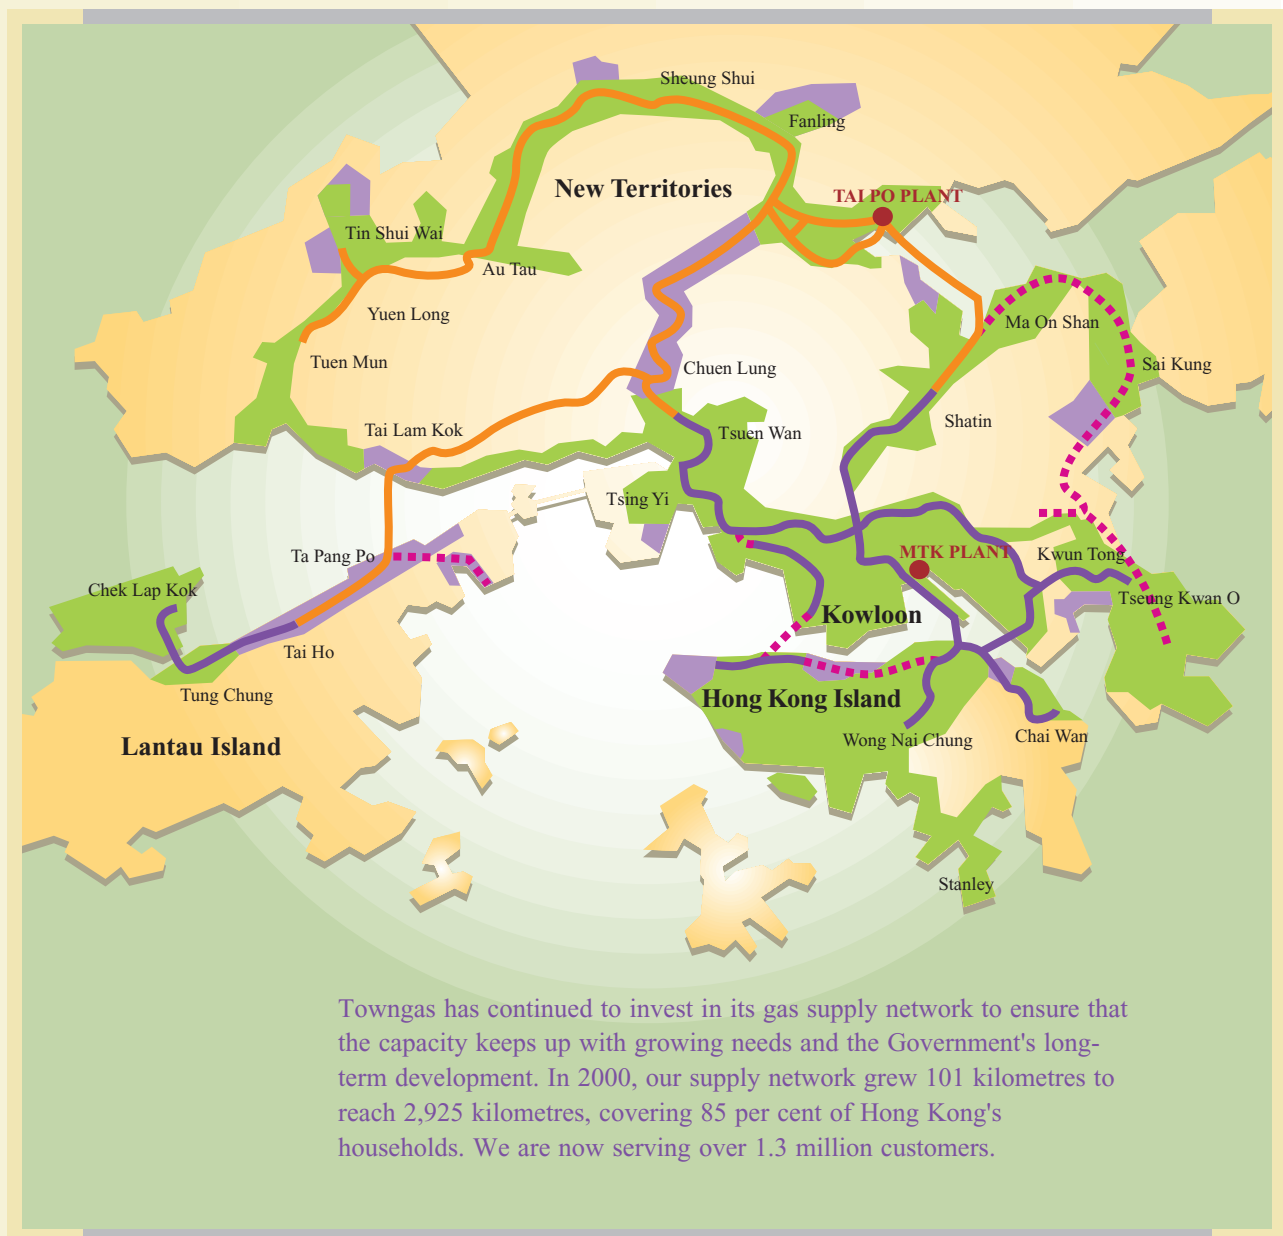 Sheung Shui
Fanling
New Territories
TAI PO PLANT
Tin Shui Wai
Au Tau
Yuen Long
Ma On Shan
Tuen Mun
Chuen Lung
Sai Kung
Tai Lam Kok
Tsuen Wan
Shatin
Tsing Yi
Ta Pang Po
MTK PLANT
Kwun Tong
Chek Lap Kok
Tseung Kwan O
Kowloon
Tai Ho
Tung Chung
Hong Kong Island
Lantau Island
Wong Nai Chung
Chai Wan
Stanley
Towngas has continued to invest in its gas supply network to ensure that
the capacity keeps up with growing needs and the Government's long-
term development. In 2000, our supply network grew 101 kilometres to
reach 2,925 kilometres, covering 85 per cent of Hong Kong's
households. We are now serving over 1.3 million customers.